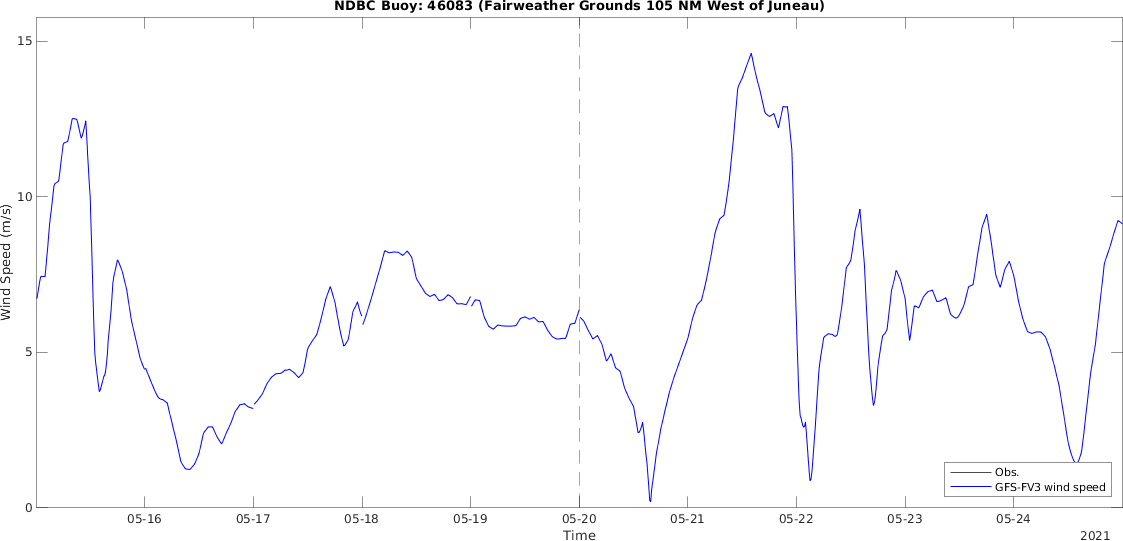 NDBC Buoy: 46083 (Fairweather Grounds 105 NM West of Juneau)
15
10
5
0
Wind Speed (m/s)
05-16 05-17 05-18 05-19 05-20 05-21 05-22 05-23 05-24
Time
2021
Obs.
GFS-FV3 wind speed